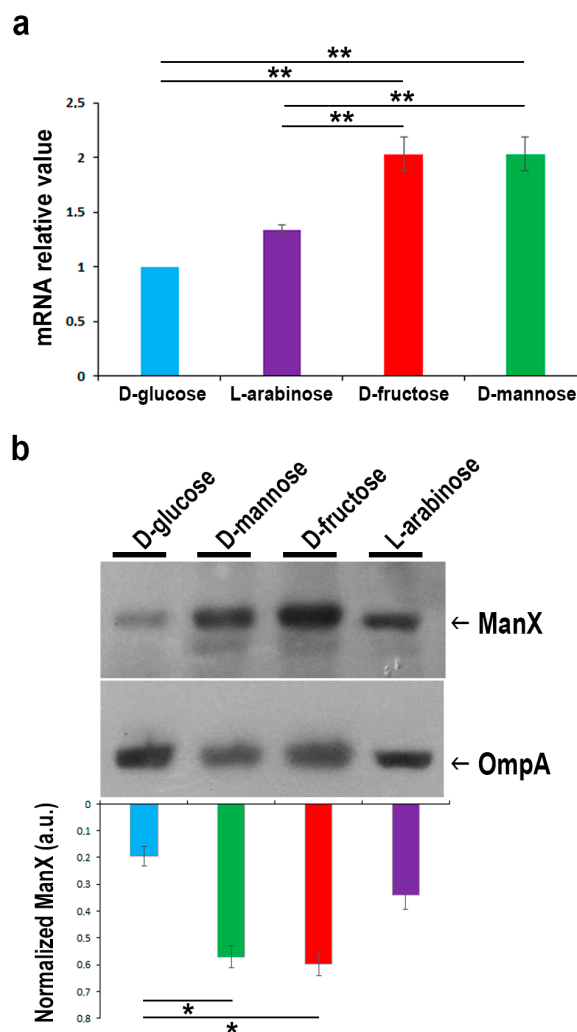 a
**
**
**
**
2.5
2
1.5
1
0.5
0
mRNA relative value
D-glucose L-arabinose D-fructose D-mannose
b
D-glucose D-mannose D-fructose L-arabinose
← ManX
← OmpA
Normalized ManX (a.u.)
0
0.1
0.2
0.3
0.4
0.5
0.6
0.7
0.8
*
*